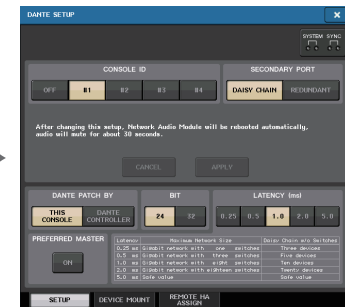 DANTE SETUP
SYSTEM SYNC
CONSOLE ID
SECONDARY PORT
OFF #1 #2 #3 #4 DAISY CHAIN REDUNDANT
After changing this setup, Network Audio Module will be rebooted automatically,
audio will mute for about 30 seconds.
CANCEL APPLY
DANTE PATCH BY
BIT
LATENCY (ms)
THIS CONSOLE DANTE CONTROLLER 24 32 0.25 0.5 1.0 2.0 5.0
PREFERRED MASTER
ON
Latency Maximum Network Size Daisy Chain w/o Switches
0.25 ms Gigabit network with one switches Three devices
0.5 ms Gigabit network with three switches Five devices
1.0 ms Gigabit network with eight switches Ten devices
2.0 ms Gigabit network with eighteen switches Twenty devices
5.0 ms Safe value Safe value
SETUP DEVICE MOUNT REMOTE HA ASSIGN